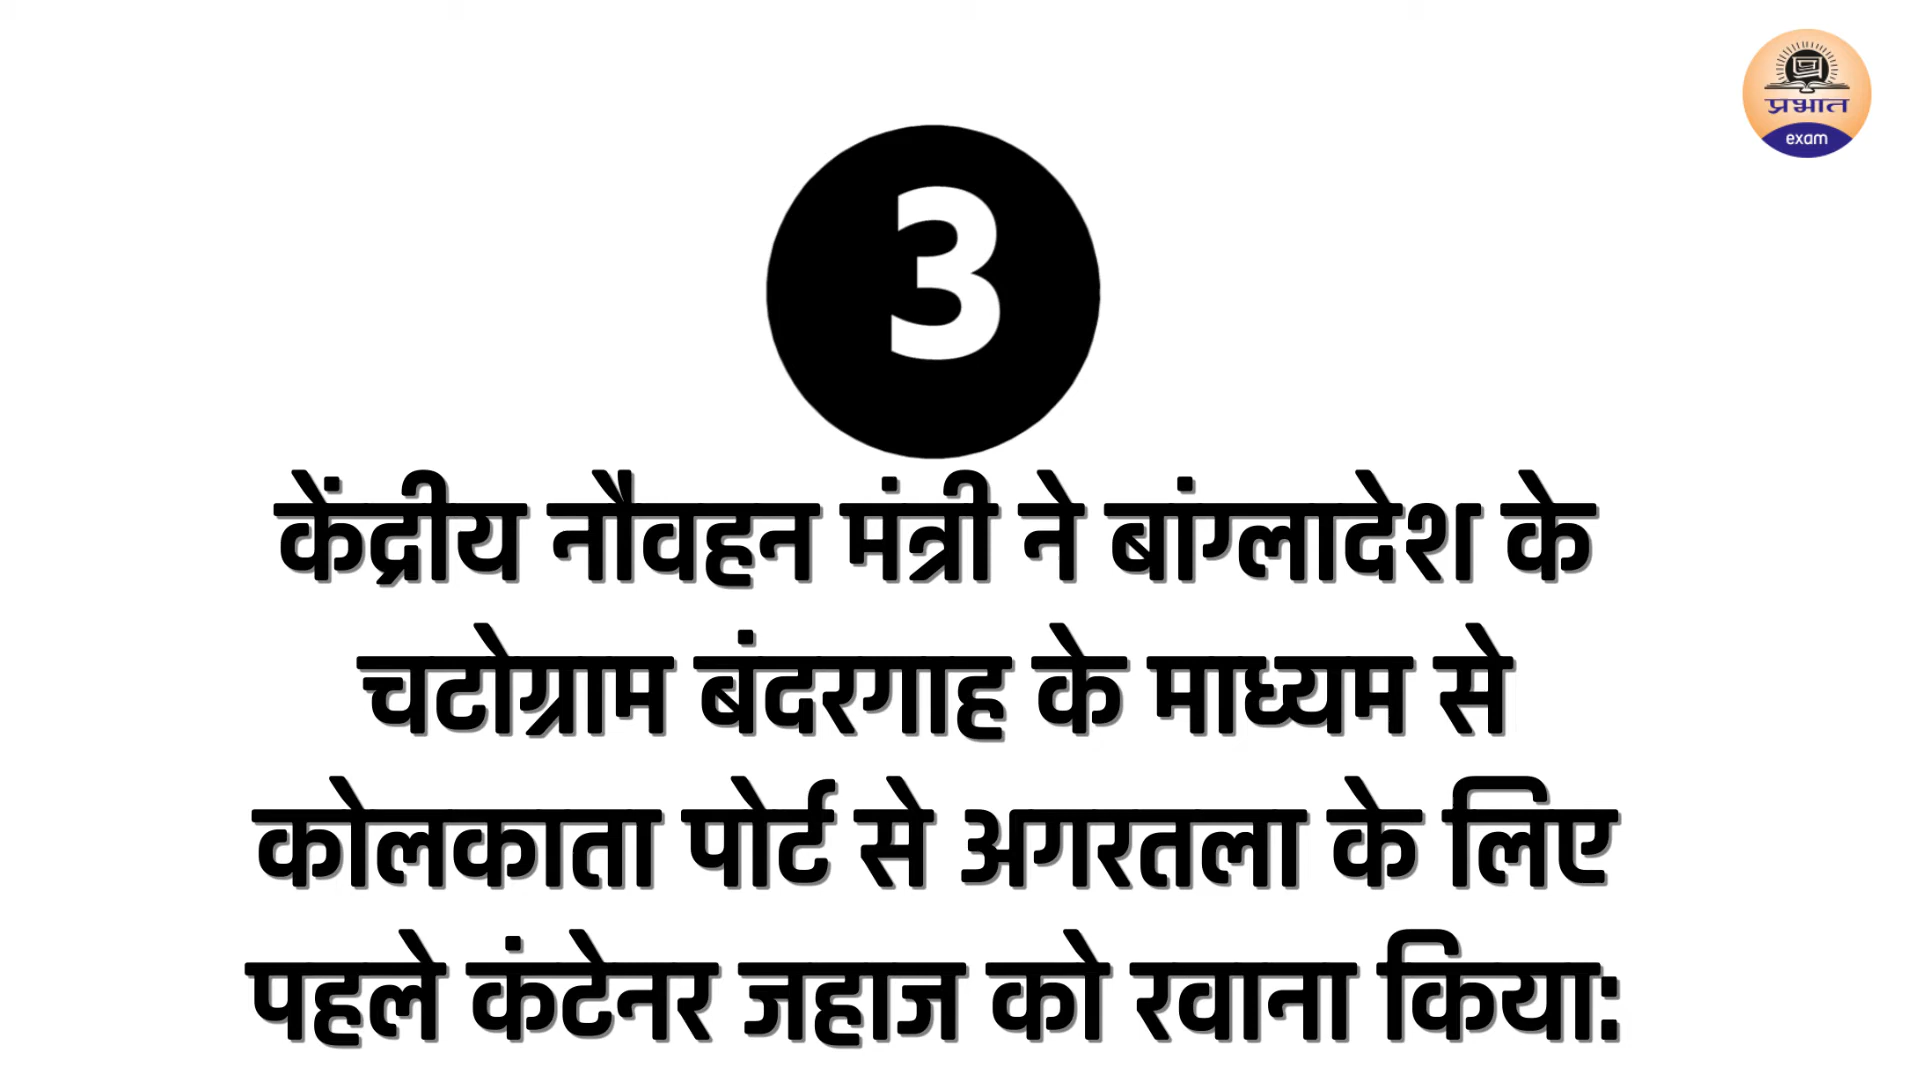 प्रभात
exam
3
केंद्रीय नौवहन मंत्री ने बांग्लादेश के
चटोग्राम बंदरगाह के माध्यम से
कोलकाता पोर्ट से अगरतला के लिए
पहले कंटेनर जहाज को रवाना किया: